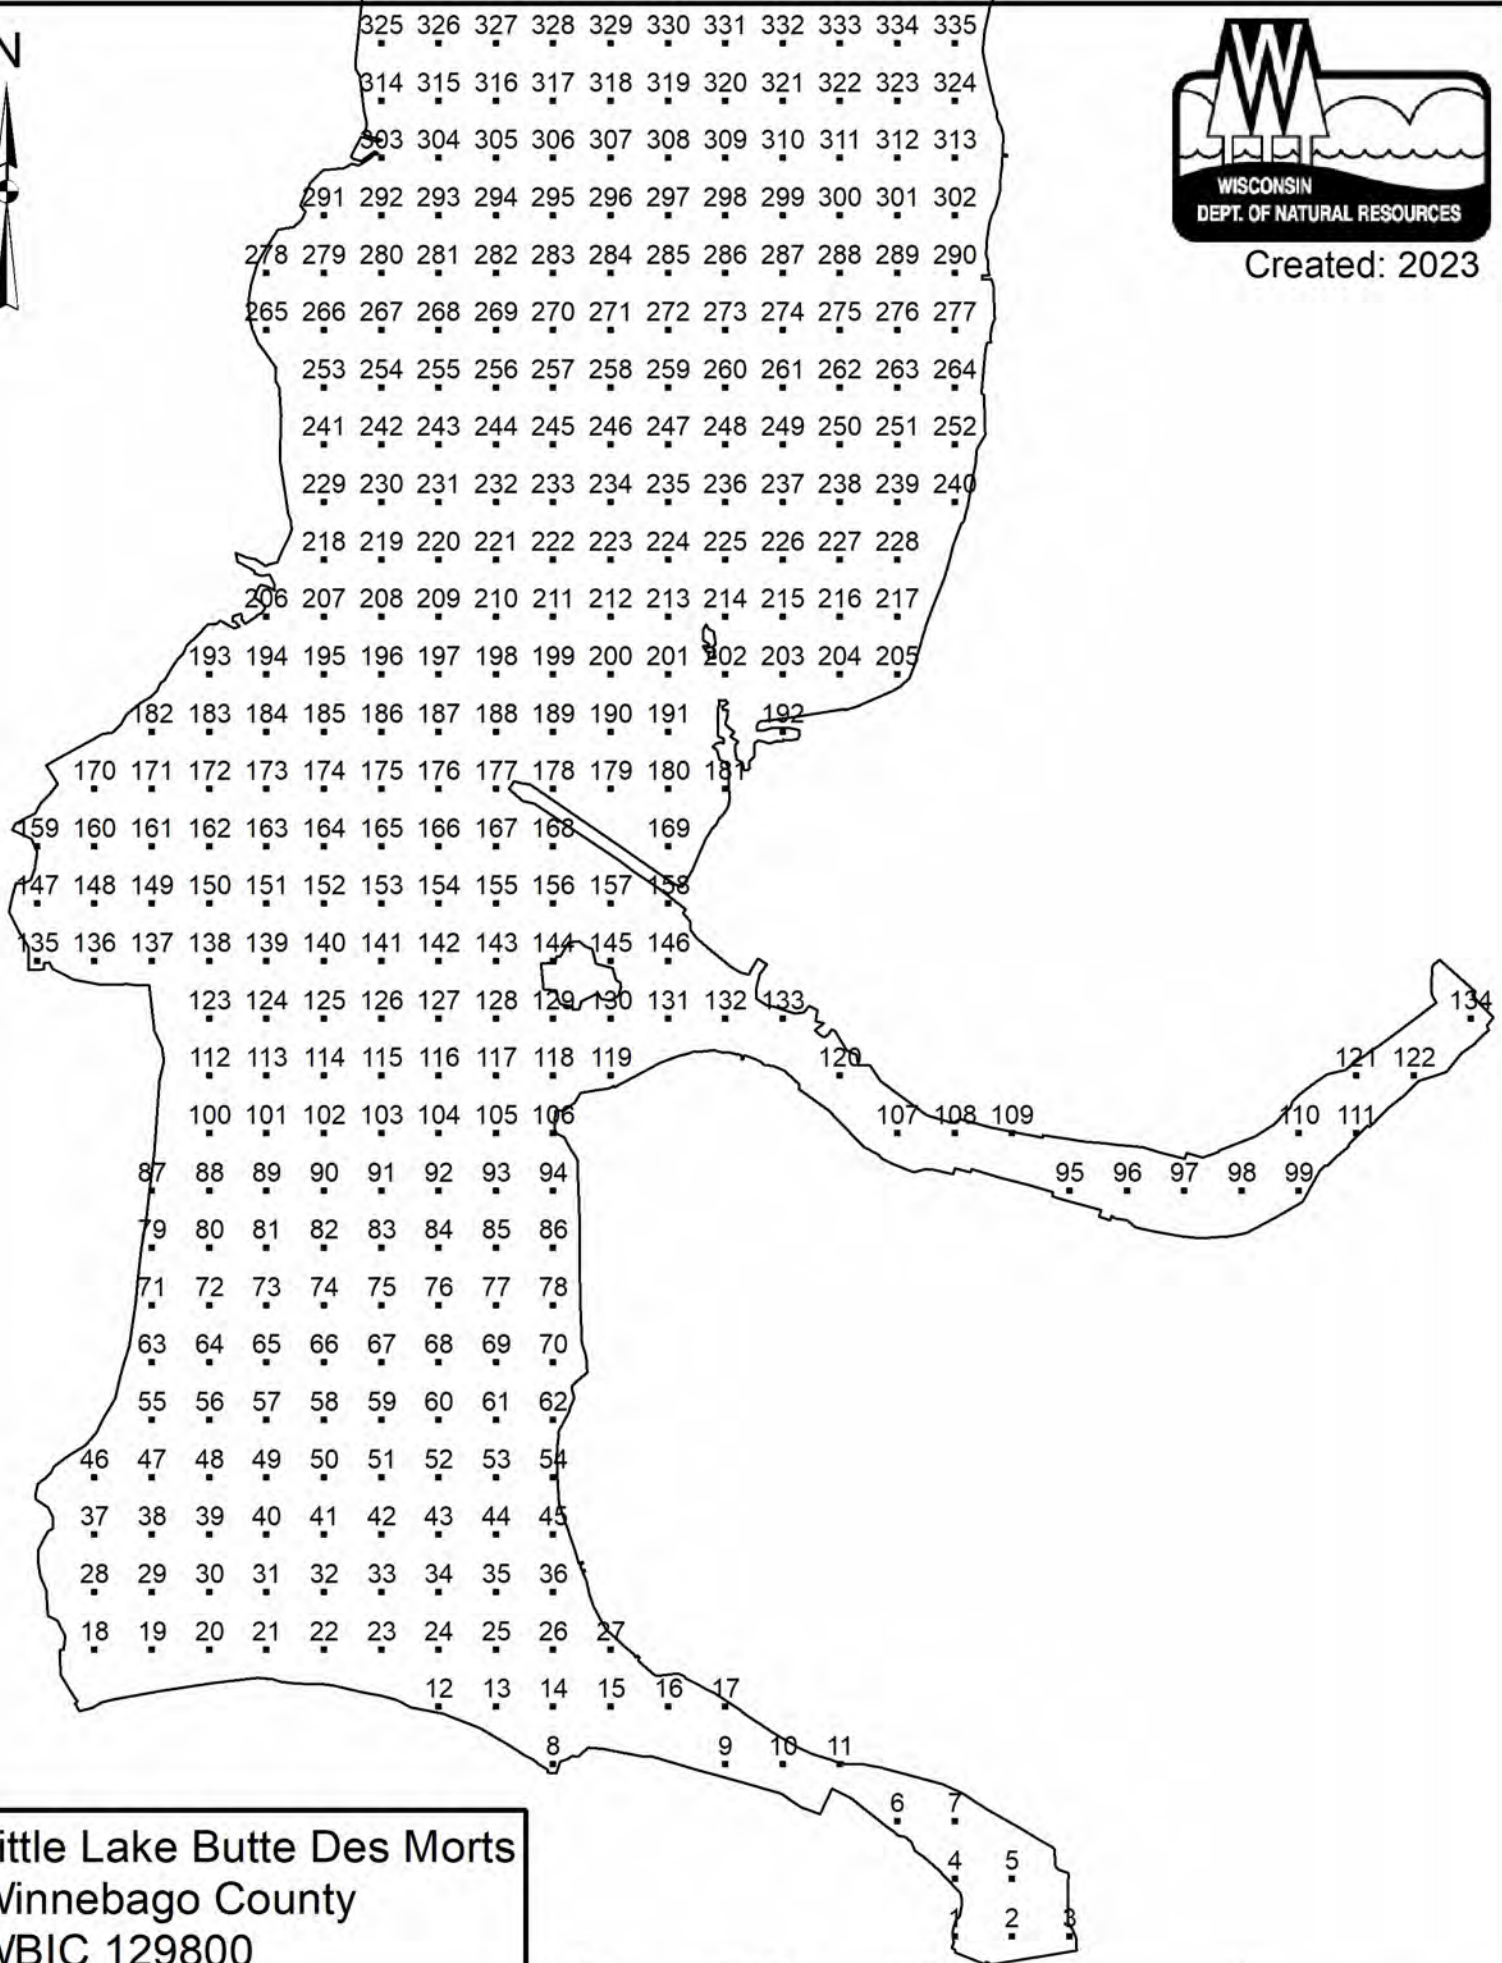 N
325 326 327 328 329 330 331 332 333 334 335
314 315 316 317 318 319 320 321 322 323 324
303 304 305 306 307 308 309 310 311 312 313
WISCONSIN
DEPT. OF NATURAL RESOURCES
Created: 2023
291 292 293 294 295 296 297 298 299 300 301 302
278 279 280 281 282 283 284 285 286 287 288 289 290
265 266 267 268 269 270 271 272 273 274 275 276 277
253 254 255 256 257 258 259 260 261 262 263 264
241 242 243 244 245 246 247 248 249 250 251 252
229 230 231 232 233 234 235 236 237 238 239 240
218 219 220 221 222 223 224 225 226 227 228
206 207 208 209 210 211 212 213 214 215 216 217
193 194 195 196 197 198 199 200 201 202 203 204 205
182 183 184 185 186 187 188 189 190 191 192
170 171 172 173 174 175 176 177 178 179 180 181
159 160 161 162 163 164 165 166 167 168 169
147 148 149 150 151 152 153 154 155 156 157 158
135 136 137 138 139 140 141 142 143 144 145 146
123 124 125 126 127 128 129 130 131 132 133 134
112 113 114 115 116 117 118 119 120 121 122
100 101 102 103 104 105 106 107 108 109 110 111
87 88 89 90 91 92 93 94 95 96 97 98 99
79 80 81 82 83 84 85 86
71 72 73 74 75 76 77 78
63 64 65 66 67 68 69 70
55 56 57 58 59 60 61 62
46 47 48 49 50 51 52 53 54
37 38 39 40 41 42 43 44 45
28 29 30 31 32 33 34 35 36
18 19 20 21 22 23 24 25 26 27
12 13 14 15 16 17
8 9 10 11
6 7
4 5
1 2 3
ittle Lake Butte Des Morts
Winnebago County
WBIC 129800